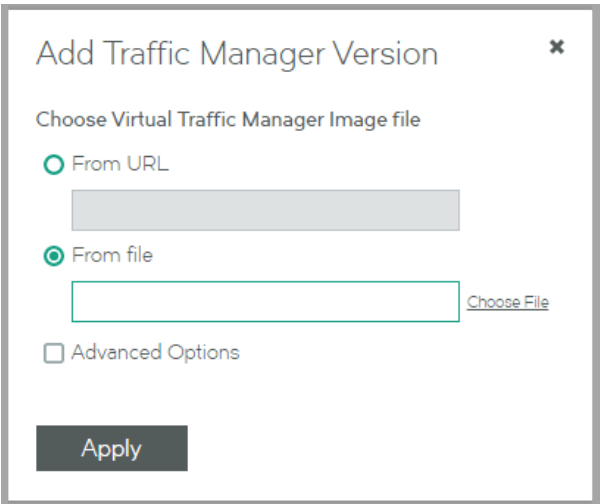 Add Traffic Manager Version
Choose Virtual Traffic Manager Image file
From URL
From file
Choose File
Advanced Options
Apply